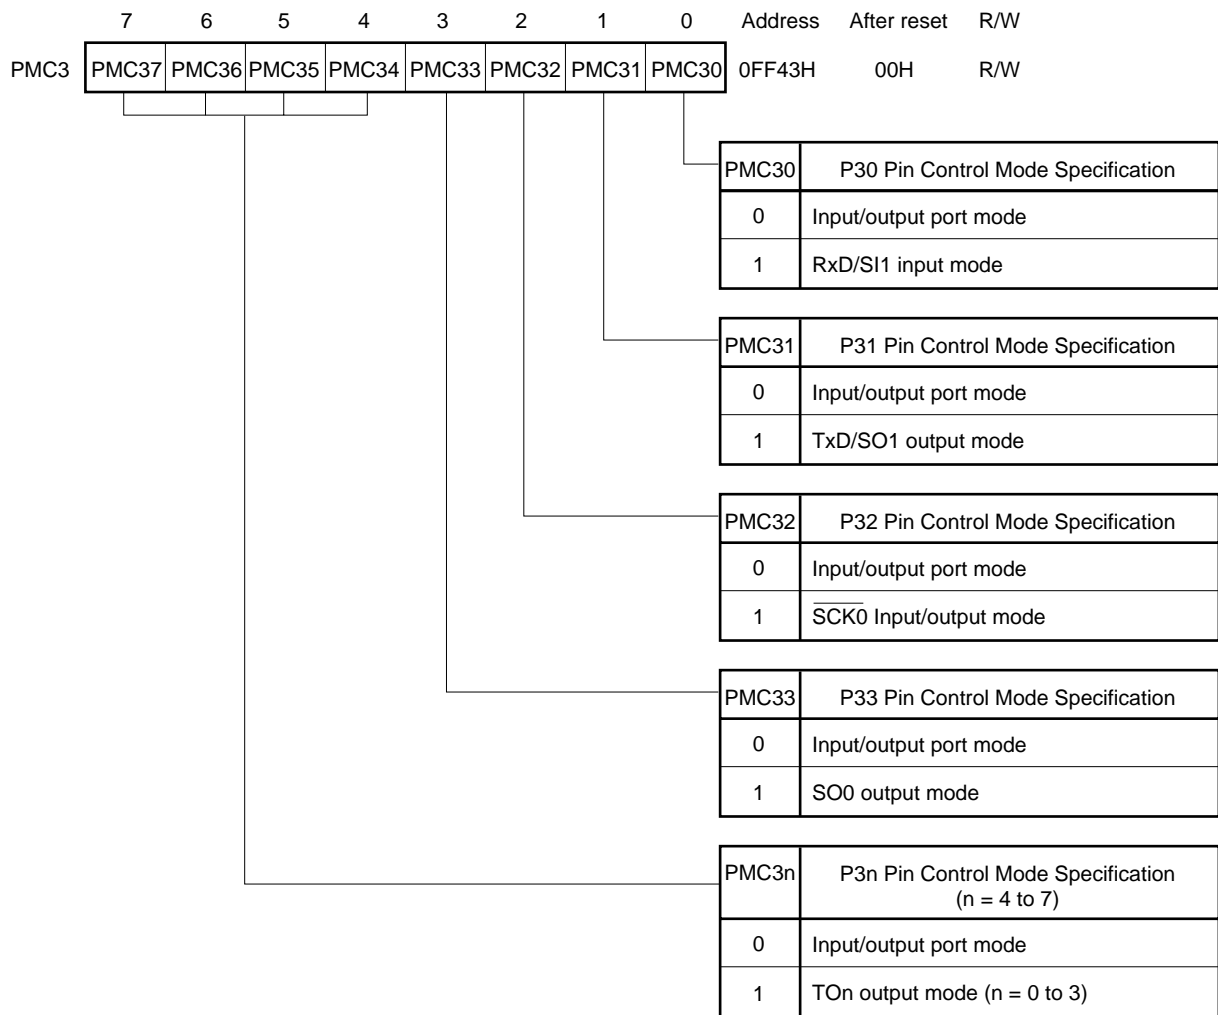 7 6 5 4 3 2 1 0 Address After reset R/W
PMC3 PMC37 PMC36 PMC35 PMC34 PMC33 PMC32 PMC31 PMC30 0FF43H 00H R/W
PMC30 P30 Pin Control Mode Specification
0 Input/output port mode
1 RxD/SI1 input mode
PMC31 P31 Pin Control Mode Specification
0 Input/output port mode
1 TxD/SO1 output mode
PMC32 P32 Pin Control Mode Specification
0 Input/output port mode
1 S̅C̅K̅0̅ Input/output mode
PMC33 P33 Pin Control Mode Specification
0 Input/output port mode
1 SO0 output mode
PMC3n P3n Pin Control Mode Specification
(n = 4 to 7)
0 Input/output port mode
1 TOn output mode (n = 0 to 3)